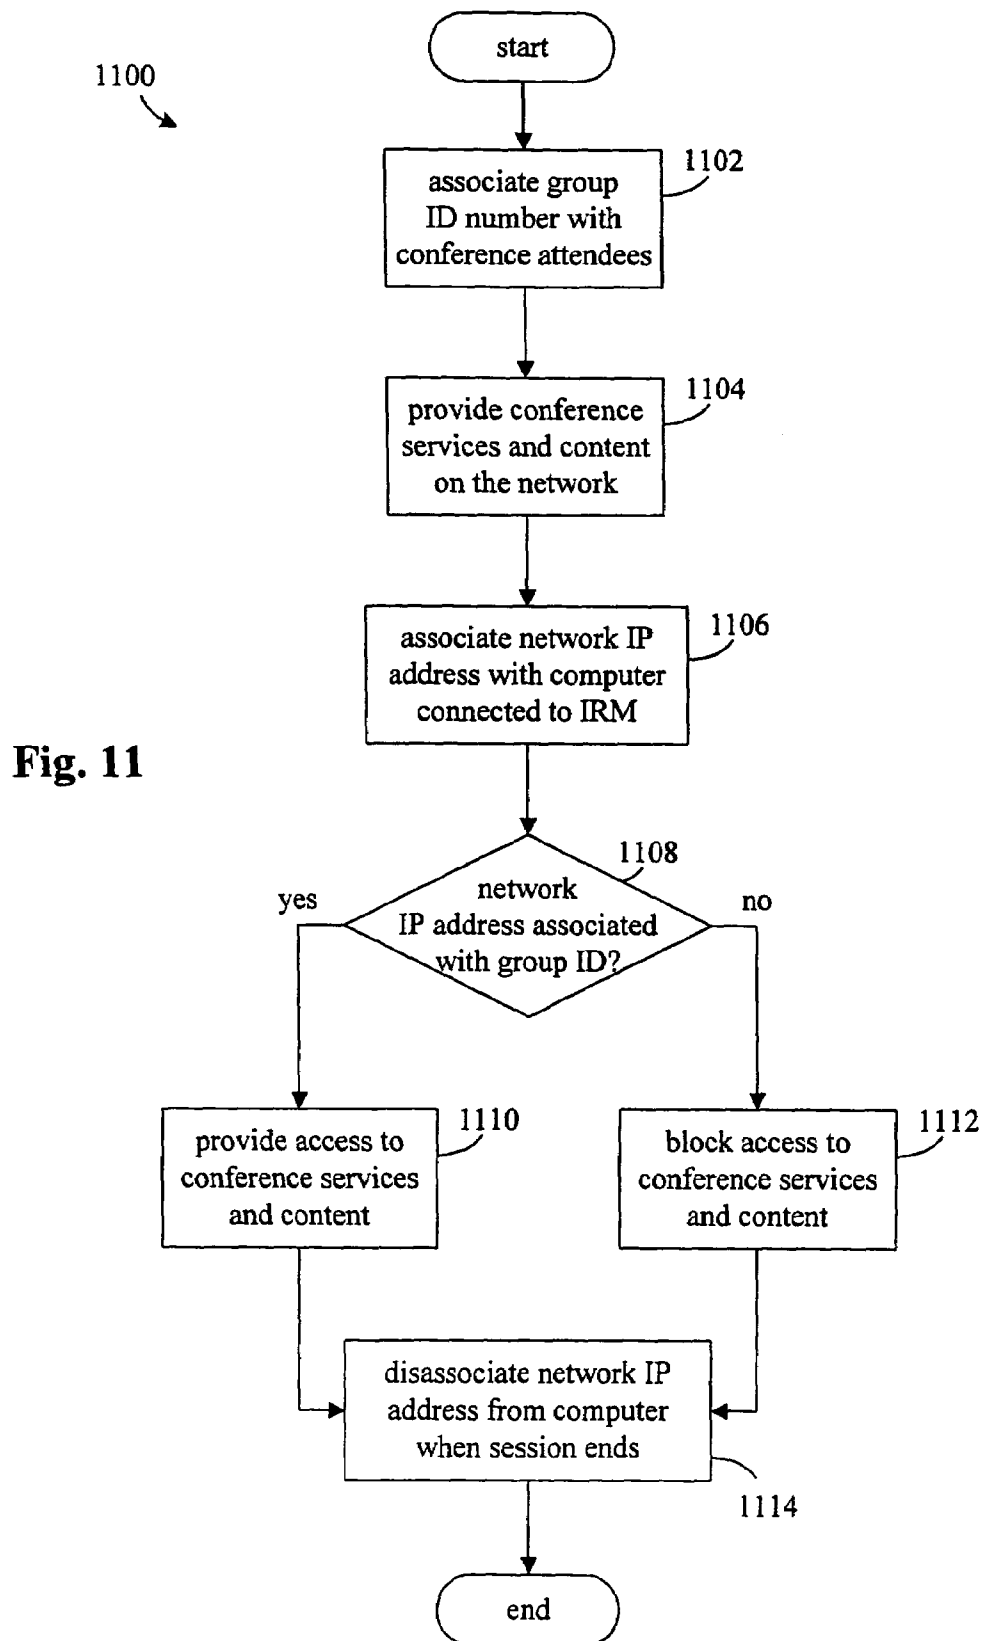 start
1100
1102
associate group
ID number with
conference attendees
1104
provide conference
services and content
on the network
1106
associate network IP
address with computer
connected to IRM
Fig. 11
1108
yes
network
IP address associated
with group ID?
no
1110
provide access to
conference services
and content
1112
block access to
conference services
and content
disassociate network IP
address from computer
when session ends
1114
end